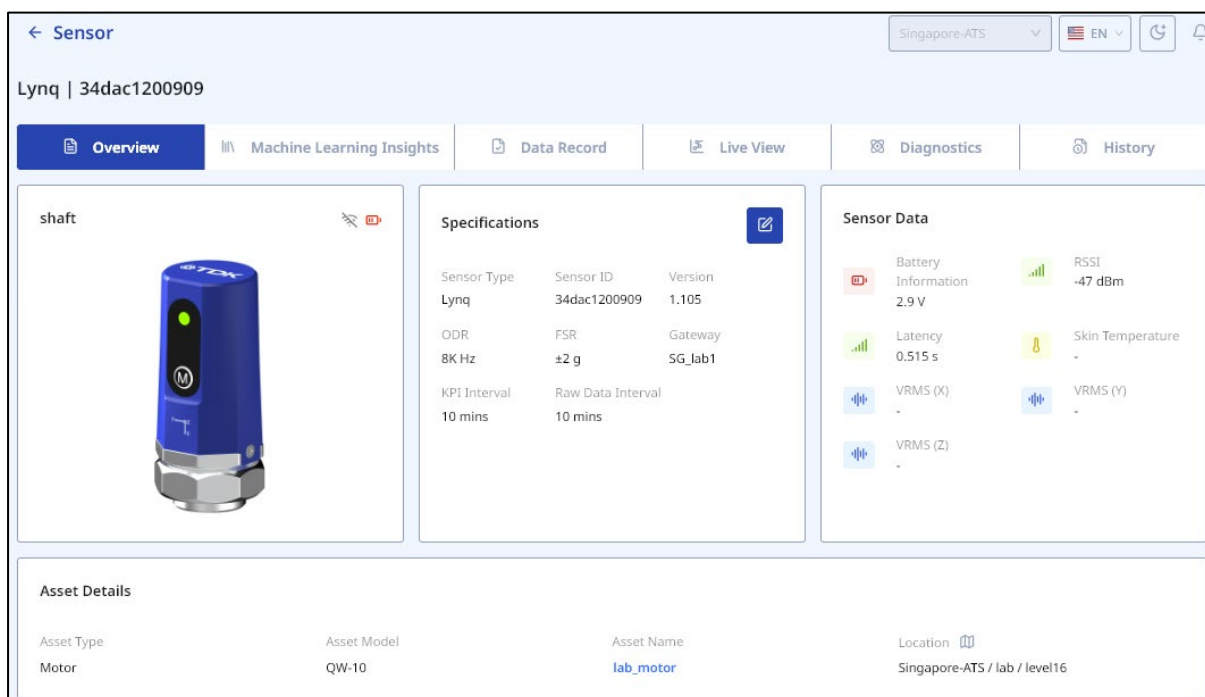 ← Sensor
Singapore-ATS
EN
Lynq | 34dac1200909
Overview
Machine Learning Insights
Data Record
Live View
Diagnostics
History
shaft
TDK
M
Specifications
Sensor Type
Sensor ID
Version
Lynq
34dac1200909
1.105
ODR
FSR
Gateway
8K Hz
±2 g
SG_lab1
KPI Interval
Raw Data Interval
10 mins
10 mins
Sensor Data
Battery
Information
2.9 V
RSSI
-47 dBm
Latency
0.515 s
Skin Temperature
-
VRMS (X)
-
VRMS (Y)
-
VRMS (Z)
-
Asset Details
Asset Type
Asset Model
Asset Name
Location
Motor
QW-10
lab_motor
Singapore-ATS / lab / level16